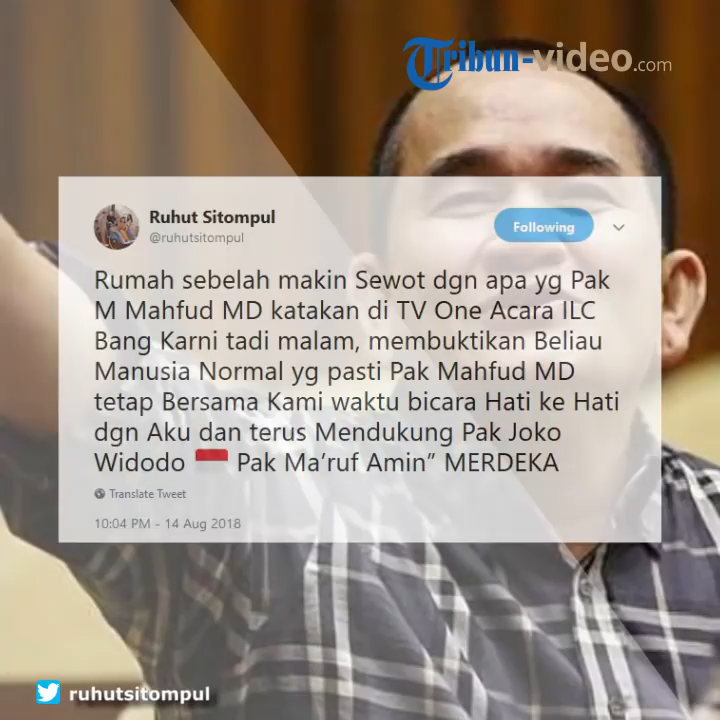 Tribun-video.com
Ruhut Sitompul
@ruhutsitompul
Following
Rumah sebelah makin Sewot dgn apa yg Pak
M Mahfud MD katakan di TV One Acara ILC
Bang Karni tadi malam, membuktikan Beliau
Manusia Normal yg pasti Pak Mahfud MD
tetap Bersama Kami waktu bicara Hati ke Hati
dgn Aku dan terus Mendukung Pak Joko
Widodo 🇮🇩 Pak Ma’ruf Amin” MERDEKA
Translate Tweet
10:04 PM - 14 Aug 2018
ruhutsitompul